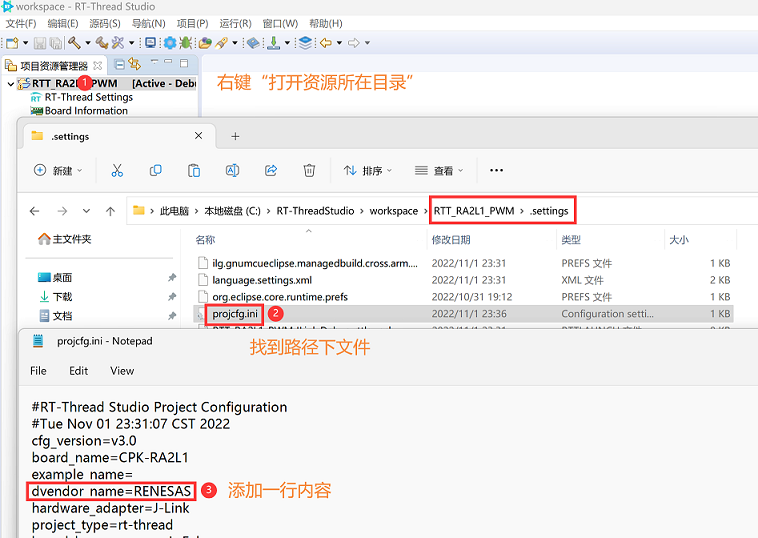 workspace - RT-Thread Studio
文件(F) 编辑(E) 源码(S) 导航(N) 项目(P) 运行(R) 窗口(W) 帮助(H)
项目资源管理器
RTT_RA2L1_PWM [Active - Debu
1
右键“打开资源所在目录”
RT-Thread Settings
Board Information
.settings
新建 排序 查看
此电脑 › 本地磁盘 (C:) › RT-ThreadStudio › workspace › RTT_RA2L1_PWM › .settings
主文件夹
名称 修改日期 类型 大小
ilg.gnumcueclipse.managedbuild.cross.arm.... 2022/11/1 23:31 PREFS 文件 1 KB
桌面
language.settings.xml 2022/11/1 23:31 XML 文件 2 KB
下载
org.eclipse.core.runtime.prefs 2022/10/31 19:12 PREFS 文件 1 KB
文档
projcfg.ini 2 2022/11/1 23:36 Configuration setti... 1 KB
projcfg.ini - Notepad
找到路径下文件
File Edit View
#RT-Thread Studio Project Configuration
#Tue Nov 01 23:31:07 CST 2022
cfg_version=v3.0
board_name=CPK-RA2L1
example_name=
dvendor_name=RENESAS
3 添加一行内容
hardware_adapter=J-Link
project_type=rt-thread